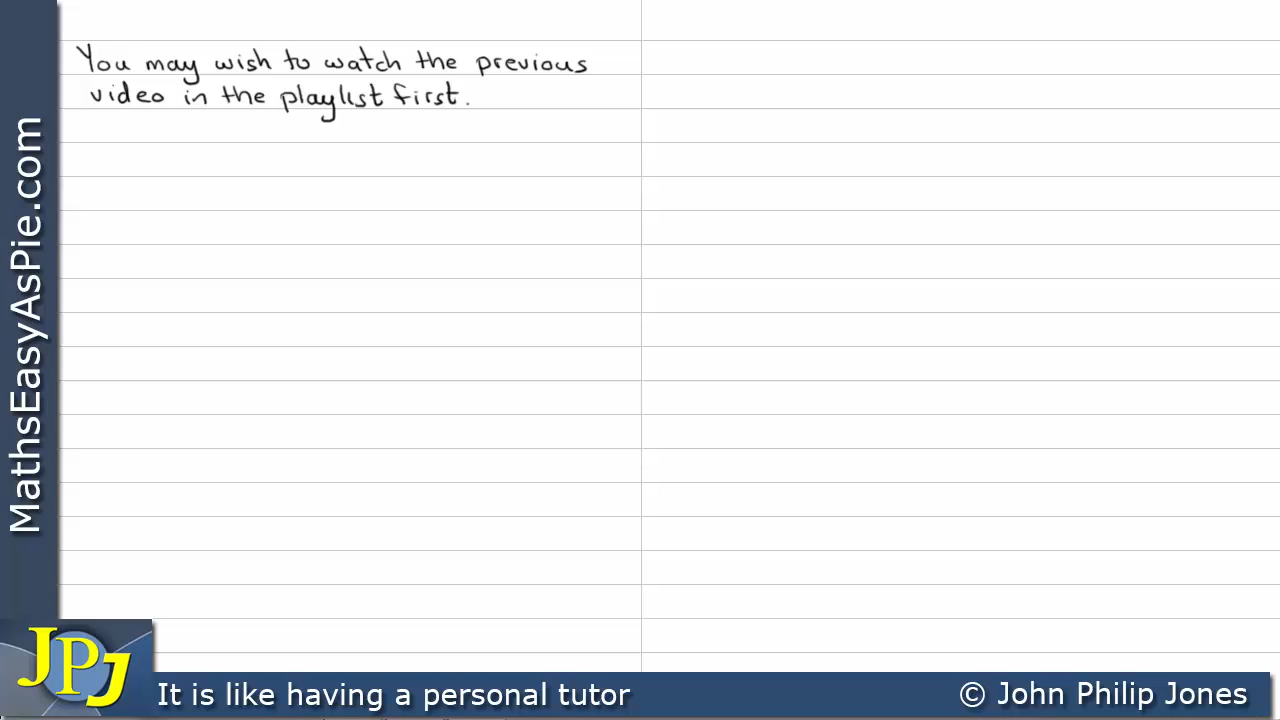 You may wish to watch the previous
video in the playlist first.
MathsEasyAsPie.com
JPJ
It is like having a personal tutor
© John Philip Jones